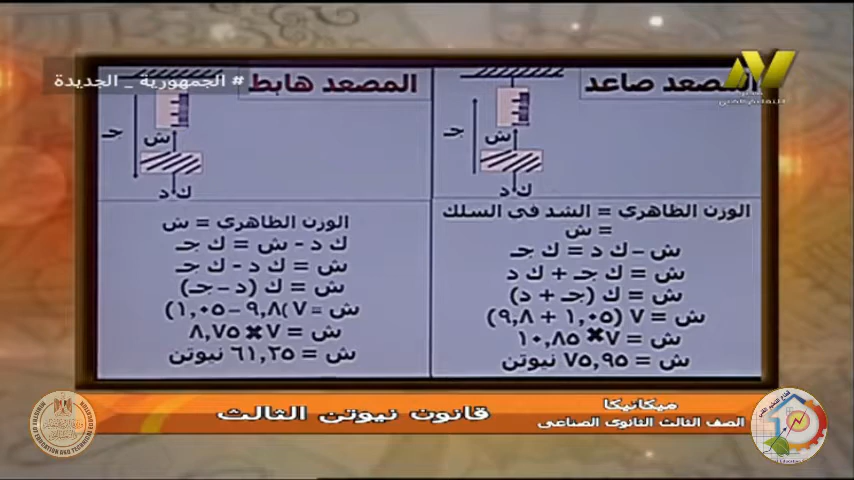 # الجمهورية _ الجديدة
المصعد صاعد
جـ
ش
ك د
الوزن الظاهري = الشد فى السلك
= ش
ش – ك د = ك جـ
ش = ك جـ + ك د
ش = ك (جـ + د)
ش = ٧ (١,٠٥ + ٩,٨)
ش = ٧ × ١٠,٨٥
ش = ٧٥,٩٥ نيوتن
المصعد هابط
جـ
ش
ك د
الوزن الظاهري = ش
ك د - ش = ك جـ
ش = ك د - ك جـ
ش = ك (د – جـ)
ش = ٧ (٩,٨ – ١,٠٥)
ش = ٧ × ٨,٧٥
ش = ٦١,٢٥ نيوتن
ميكانيكا
الصف الثالث الثانوى الصناعى
قانون نيوتن الثالث